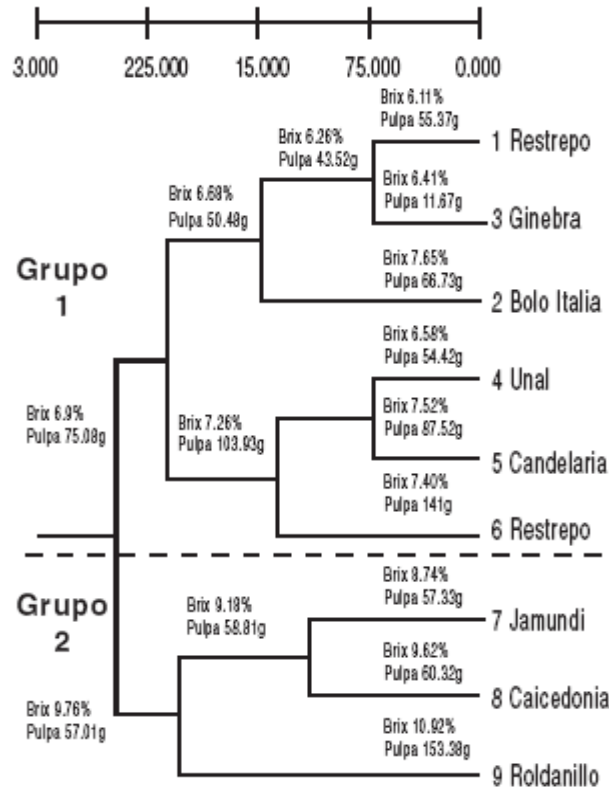 3.000 225.000 15.000 75.000 0.000
Brix 6.11%
Pulpa 55.37g
1 Restrepo
Brix 6.26%
Pulpa 43.52g
Brix 6.41%
Pulpa 11.67g
3 Ginebra
Brix 6.68%
Pulpa 50.48g
Brix 7.65%
Pulpa 66.73g
2 Bolo Italia
Grupo
1
Brix 6.58%
Pulpa 54.42g
4 Unal
Brix 6.9%
Pulpa 75.08g
Brix 7.26%
Pulpa 103.93g
Brix 7.52%
Pulpa 87.52g
5 Candelaria
Brix 7.40%
Pulpa 141g
6 Restrepo
Grupo
2
Brix 8.74%
Pulpa 57.33g
7 Jamundi
Brix 9.18%
Pulpa 58.81g
Brix 9.62%
Pulpa 60.32g
8 Caicedonia
Brix 9.76%
Pulpa 57.01g
Brix 10.92%
Pulpa 153.38g
9 Roldanillo